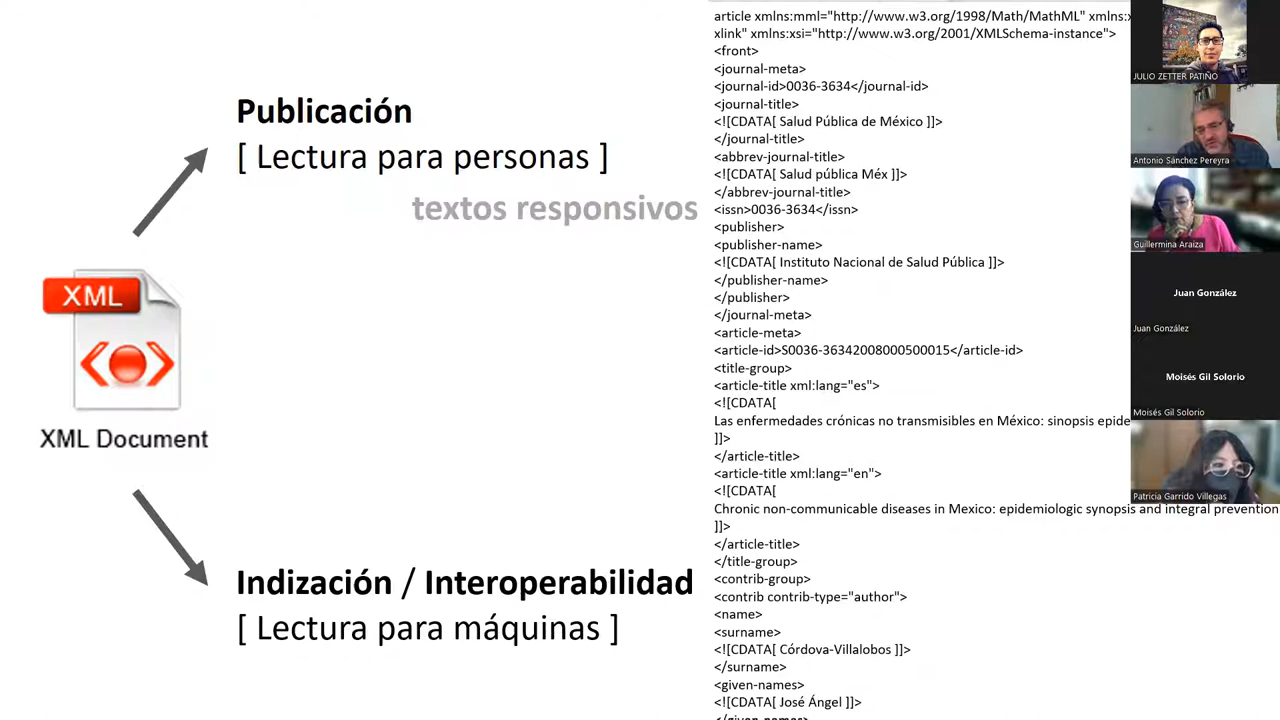 Publicación
[ Lectura para personas ]
textos responsivos
XML
XML Document
Indización / Interoperabilidad
[ Lectura para máquinas ]
article xmlns:mml="http://www.w3.org/1998/Math/MathML" xmlns:
xlink" xmlns:xsi="http://www.w3.org/2001/XMLSchema-instance">
<front>
<journal-meta>
<journal-id>0036-3634</journal-id>
<journal-title>
<![CDATA[ Salud Pública de México ]]>
</journal-title>
<abbrev-journal-title>
<![CDATA[ Salud pública Méx ]]>
</abbrev-journal-title>
<issn>0036-3634</issn>
<publisher>
<publisher-name>
<![CDATA[ Instituto Nacional de Salud Pública ]]>
</publisher-name>
</publisher>
</journal-meta>
<article-meta>
<article-id>S0036-36342008000500015</article-id>
<title-group>
<article-title xml:lang="es">
<![CDATA[
Las enfermedades crónicas no transmisibles en México: sinopsis epide
]]>
</article-title>
<article-title xml:lang="en">
<![CDATA[
Chronic non-communicable diseases in Mexico: epidemiologic synopsis and integral prevention
]]>
</article-title>
</title-group>
<contrib-group>
<contrib contrib-type="author">
<name>
<surname>
<![CDATA[ Córdova-Villalobos ]]>
</surname>
<given-names>
<![CDATA[ José Ángel ]]>
</given-names>
JULIO ZETTER PATIÑO
Antonio Sánchez Pereyra
Guillermina Araiza
Juan González
Juan González
Moisés Gil Solorio
Moisés Gil Solorio
Patricia Garrido Villegas